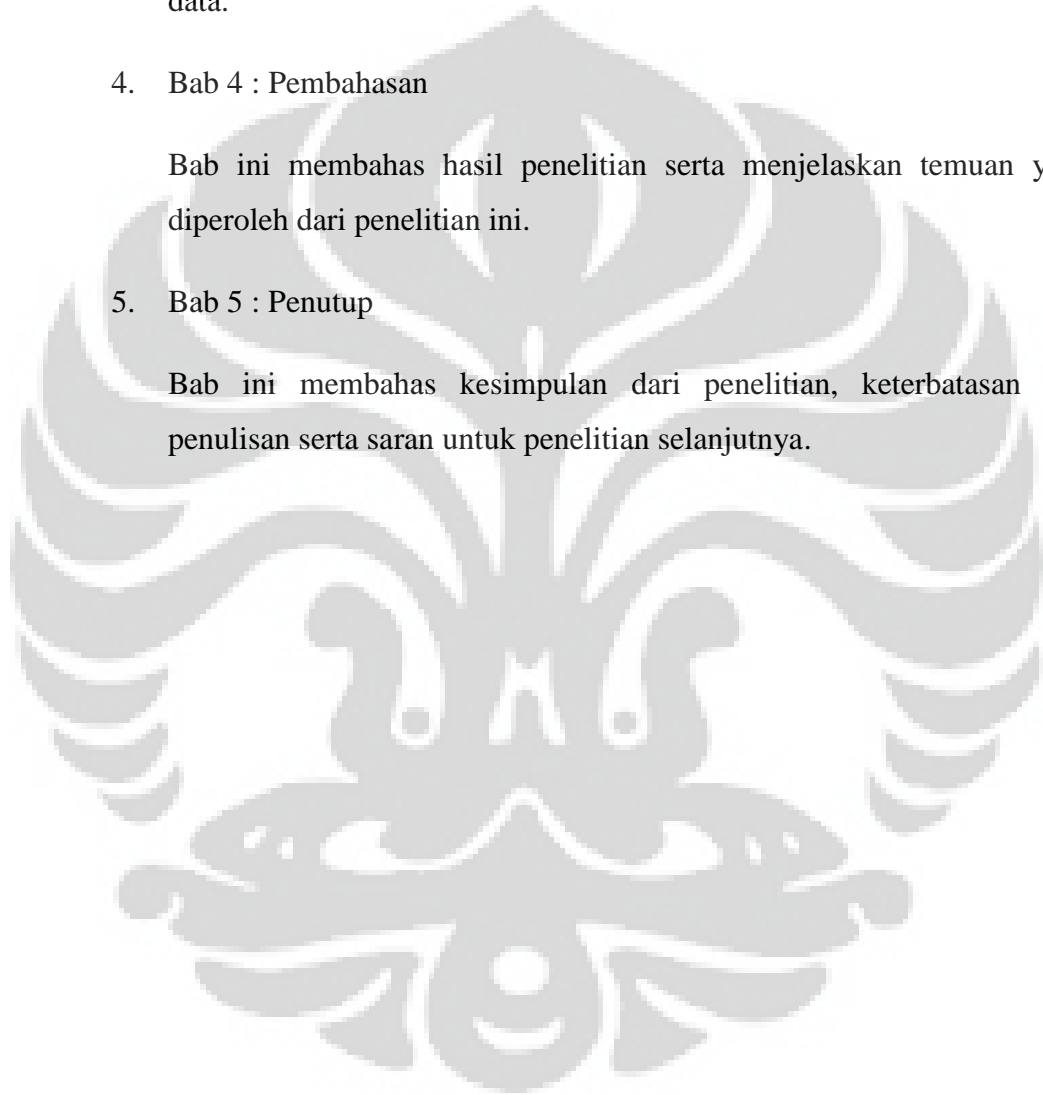 data.
4. Bab 4 : Pembahasan
Bab ini membahas hasil penelitian serta menjelaskan temuan
diperoleh dari penelitian ini.
5. Bab 5 : Penutup
Bab ini membahas kesimpulan dari penelitian, keterbatasan
penulisan serta saran untuk penelitian selanjutnya.